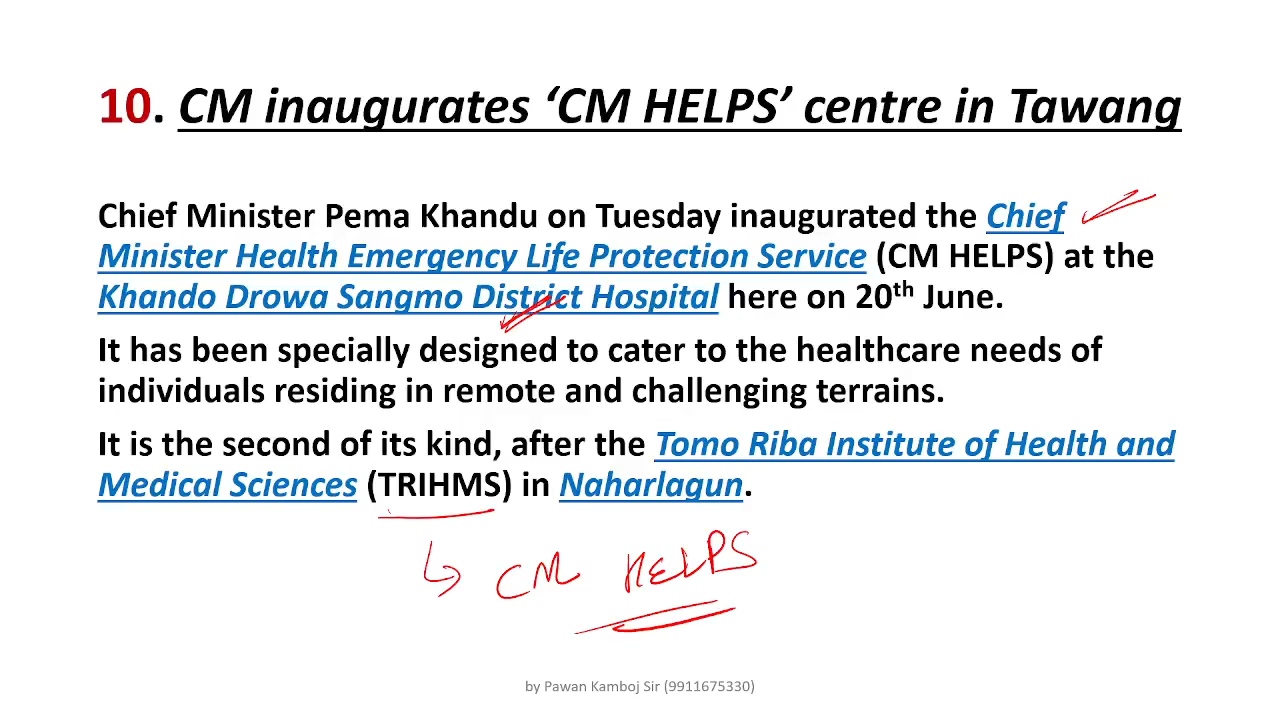 10. CM inaugurates ‘CM HELPS’ centre in Tawang
Chief Minister Pema Khandu on Tuesday inaugurated the Chief
Minister Health Emergency Life Protection Service (CM HELPS) at the
Khando Drowa Sangmo District Hospital here on 20th June.
It has been specially designed to cater to the healthcare needs of
individuals residing in remote and challenging terrains.
It is the second of its kind, after the Tomo Riba Institute of Health and
Medical Sciences (TRIHMS) in Naharlagun.
CM HELPS
by Pawan Kamboj Sir (9911675330)